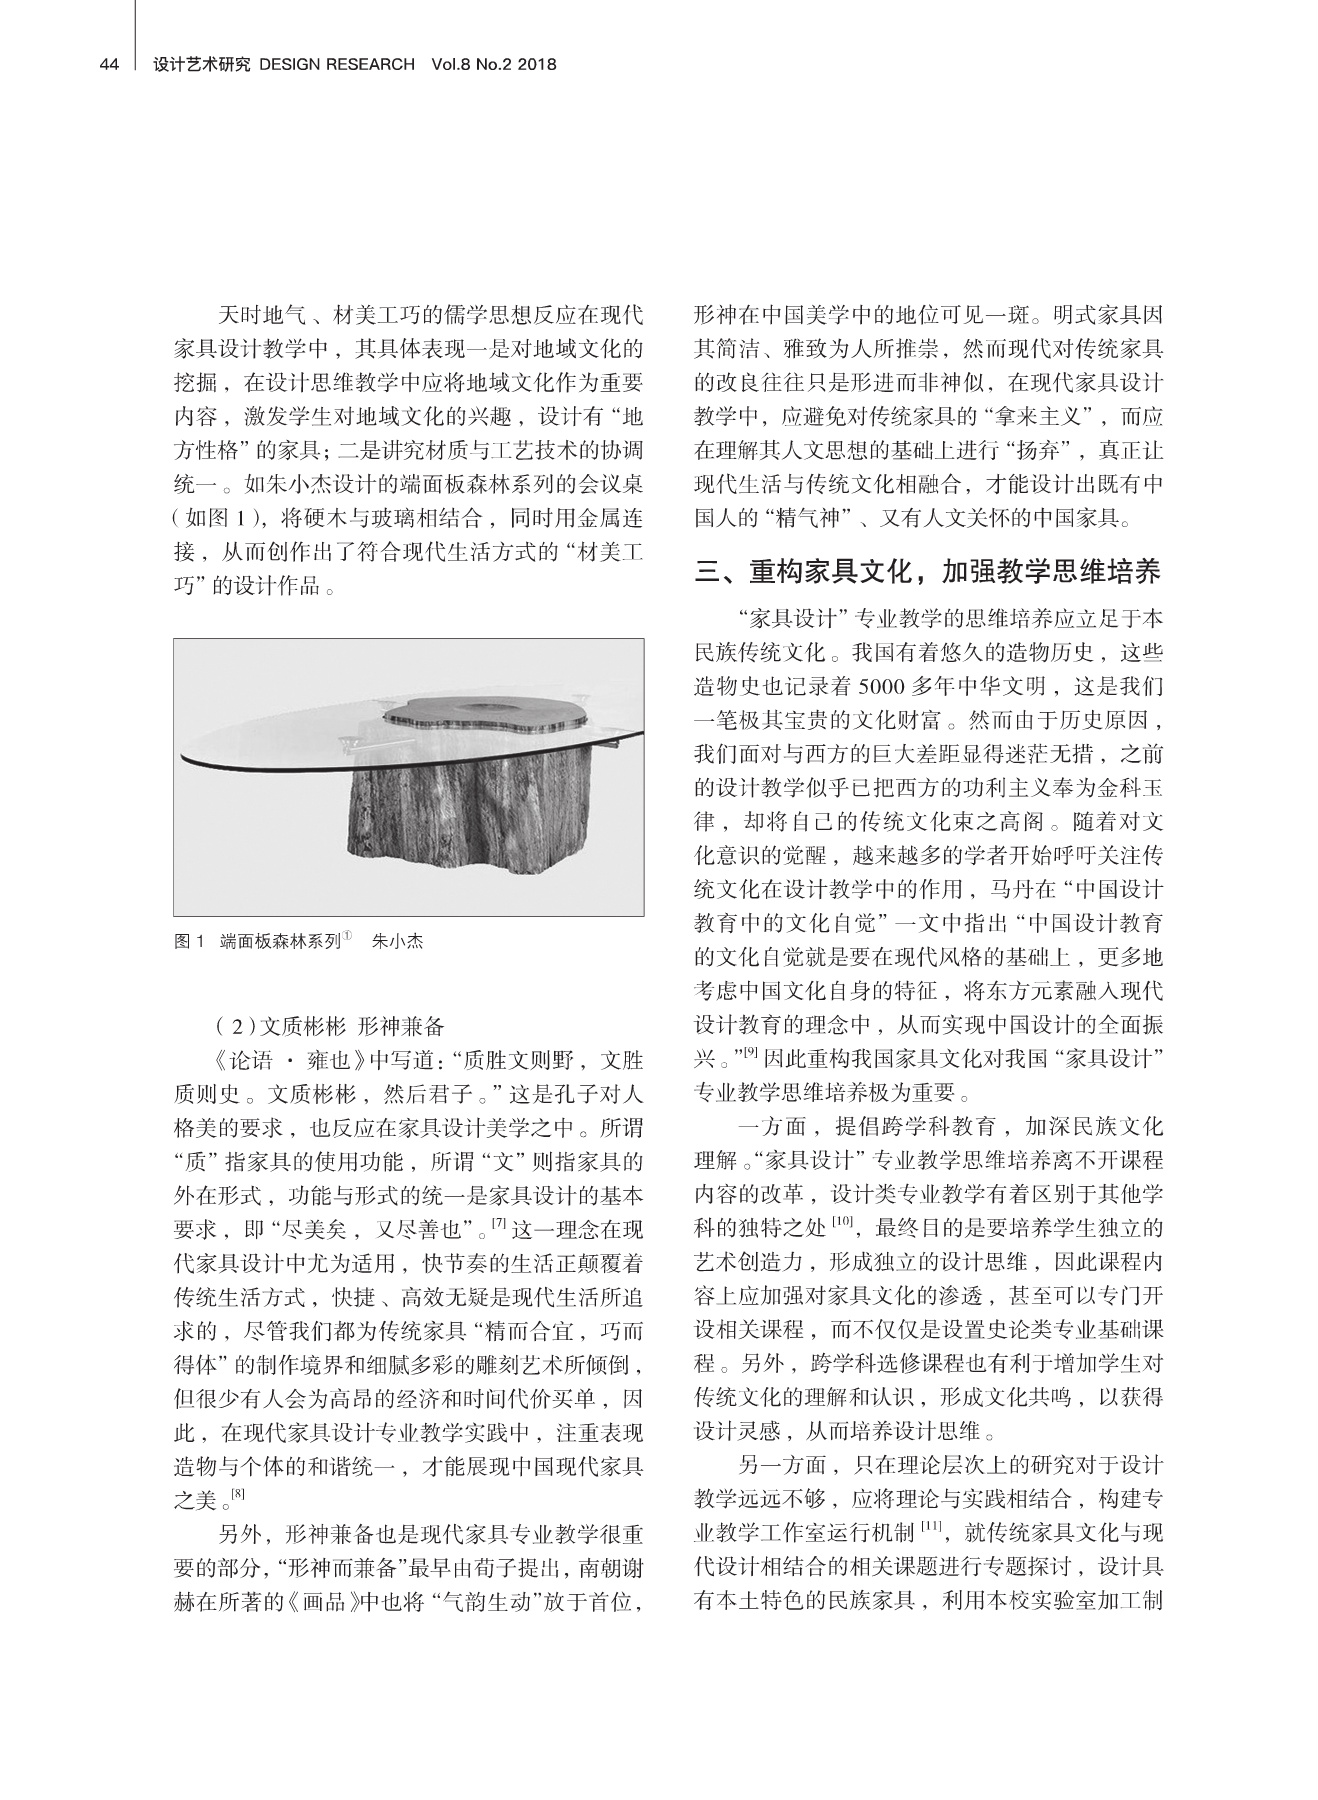 44 设计艺术研究 DESIGN RESEARCH Vol.8 No.2 2018
天时地气、材美工巧的儒学思想反应在现代
家具设计教学中，其具体表现一是对地域文化的
挖掘，在设计思维教学中应将地域文化作为重要
内容，激发学生对地域文化的兴趣，设计有“地
方性格”的家具；二是讲究材质与工艺技术的协调
统一。如朱小杰设计的端面板森林系列的会议桌
（如图 1），将硬木与玻璃相结合，同时用金属连
接，从而创作出了符合现代生活方式的“材美工
巧”的设计作品。
图 1 端面板森林系列① 朱小杰
（2）文质彬彬 形神兼备
《论语·雍也》中写道：“质胜文则野，文胜
质则史。文质彬彬，然后君子。”这是孔子对人
格美的要求，也反应在家具设计美学之中。所谓
“质”指家具的使用功能，所谓“文”则指家具的
外在形式，功能与形式的统一是家具设计的基本
要求，即“尽美矣，又尽善也”。[7]这一理念在现
代家具设计中尤为适用，快节奏的生活正颠覆着
传统生活方式，快捷、高效无疑是现代生活所追
求的，尽管我们都为传统家具“精而合宜，巧而
得体”的制作境界和细腻多彩的雕刻艺术所倾倒，
但很少有人会为高昂的经济和时间代价买单，因
此，在现代家具设计专业教学实践中，注重表现
造物与个体的和谐统一，才能展现中国现代家具
之美。[8]
另外，形神兼备也是现代家具专业教学很重
要的部分，“形神而兼备”最早由荀子提出，南朝谢
赫在所著的《画品》中也将“气韵生动”放于首位，
形神在中国美学中的地位可见一斑。明式家具因
其简洁、雅致为人所推崇，然而现代对传统家具
的改良往往只是形进而非神似，在现代家具设计
教学中，应避免对传统家具的“拿来主义”，而应
在理解其人文思想的基础上进行“扬弃”，真正让
现代生活与传统文化相融合，才能设计出既有中
国人的“精气神”、又有人文关怀的中国家具。
三、重构家具文化，加强教学思维培养
“家具设计”专业教学的思维培养应立足于本
民族传统文化。我国有着悠久的造物历史，这些
造物史也记录着 5000 多年中华文明，这是我们
一笔极其宝贵的文化财富。然而由于历史原因，
我们面对与西方的巨大差距显得迷茫无措，之前
的设计教学似乎已把西方的功利主义奉为金科玉
律，却将自己的传统文化束之高阁。随着对文
化意识的觉醒，越来越多的学者开始呼吁关注传
统文化在设计教学中的作用，马丹在“中国设计
教育中的文化自觉”一文中指出“中国设计教育
的文化自觉就是要在现代风格的基础上，更多地
考虑中国文化自身的特征，将东方元素融入现代
设计教育的理念中，从而实现中国设计的全面振
兴。”[9]因此重构我国家具文化对我国“家具设计”
专业教学思维培养极为重要。
一方面，提倡跨学科教育，加深民族文化
理解。“家具设计”专业教学思维培养离不开课程
内容的改革，设计类专业教学有着区别于其他学
科的独特之处[10]，最终目的是要培养学生独立的
艺术创造力，形成独立的设计思维，因此课程内
容上应加强对家具文化的渗透，甚至可以专门开
设相关课程，而不仅仅是设置史论类专业基础课
程。另外，跨学科选修课程也有利于增加学生对
传统文化的理解和认识，形成文化共鸣，以获得
设计灵感，从而培养设计思维。
另一方面，只在理论层次上的研究对于设计
教学远远不够，应将理论与实践相结合，构建专
业教学工作室运行机制[11]，就传统家具文化与现
代设计相结合的相关课题进行专题探讨，设计具
有本土特色的民族家具，利用本校实验室加工制